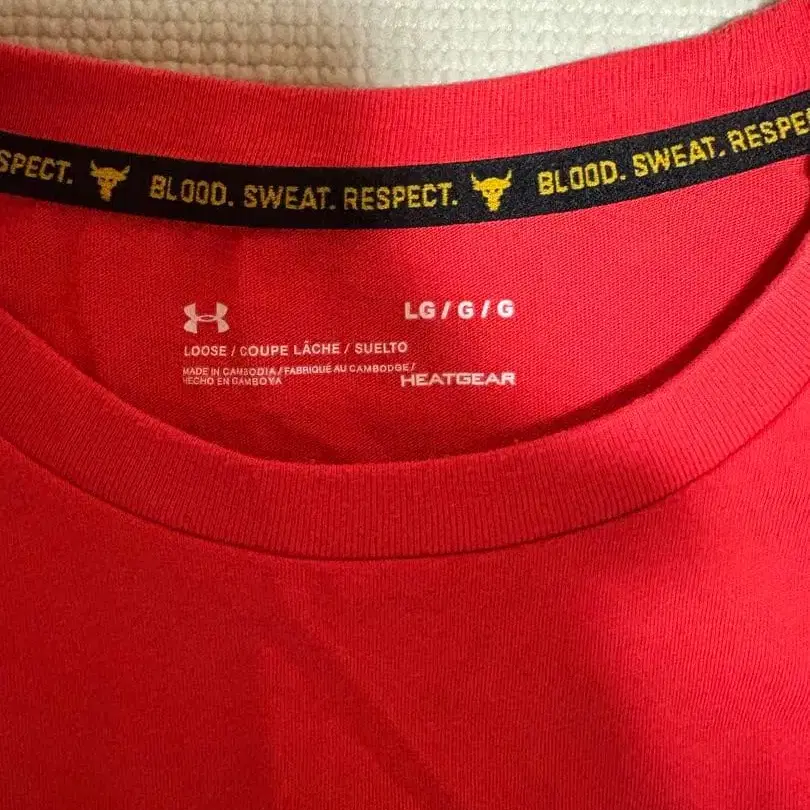 SPECT. BLOOD. SWEAT. RESPECT. BLOOD. SWEAT. RESPE
LG / G / G
LOOSE / COUPE LÂCHE / SUELTO
MADE IN CAMBODIA / FABRIQUÉ AU CAMBODGE /
HECHO EN CAMBOYA
HEATGEAR